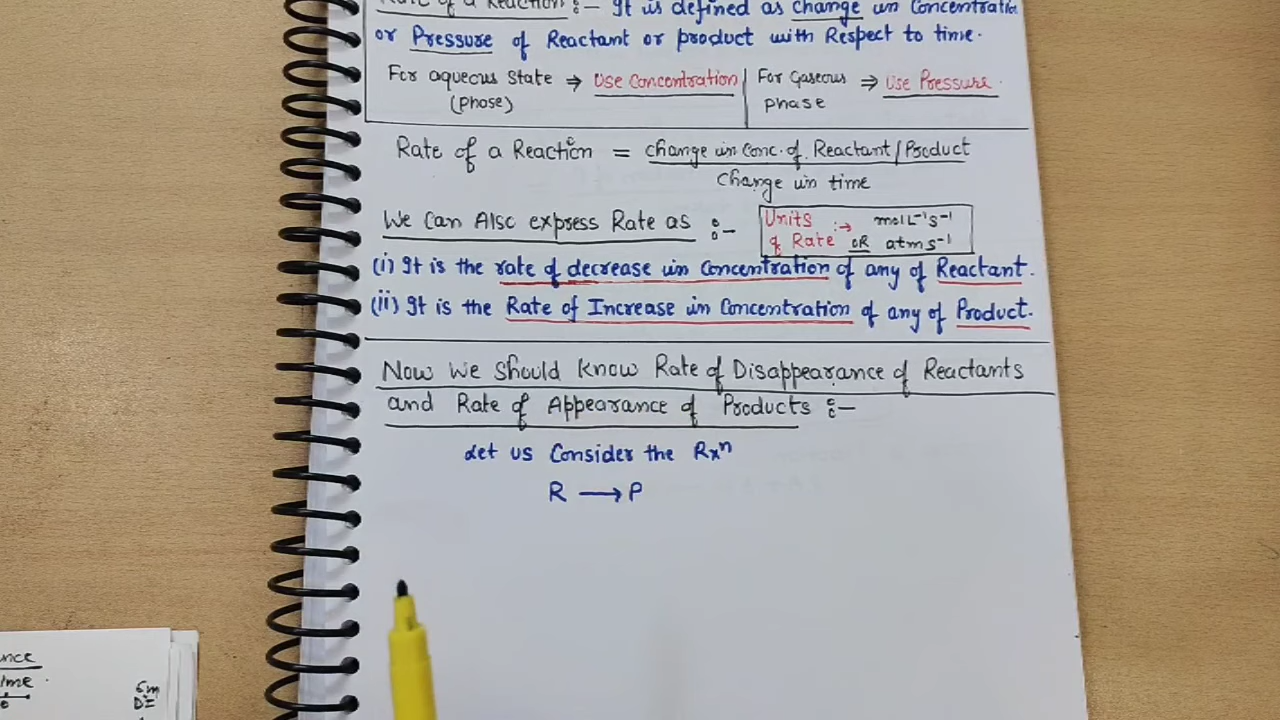 Rate of a Reaction :- It is defined as change in Concentration
or Pressure of Reactant or product with Respect to time.
For aqueous State → Use Concentration
(phase)
For Gaseous ⇒ Use Pressure.
phase
Rate of a Reaction = change in Conc. of. Reactant/Product
Change in time
We Can Also express Rate as :-
Units :→ mol L⁻¹s⁻¹
of Rate OR atm s⁻¹
(i) It is the rate of decrease in Concentration of any of Reactant.
(ii) It is the Rate of Increase in Concentration of any of Product.
Now We Should Know Rate of Disappearance of Reactants
and Rate of Appearance of Products :-
Let us Consider the Rxⁿ
R → P